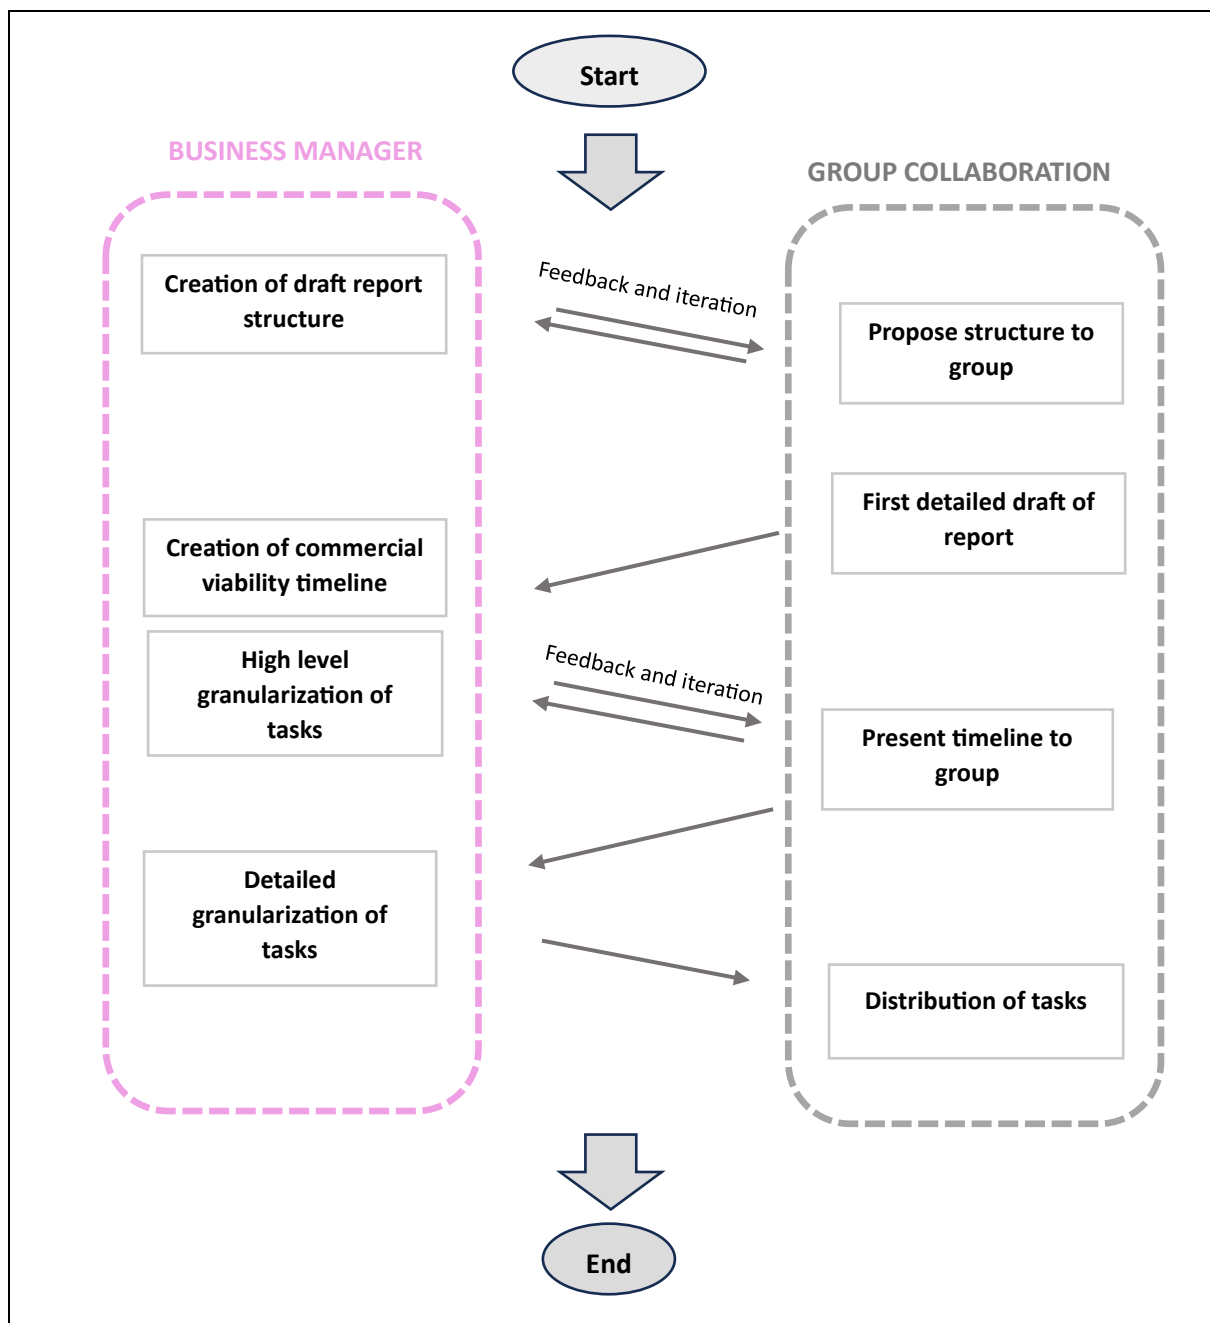 Start
BUSINESS MANAGER
GROUP COLLABORATION
Creation of draft report
structure
Feedback and iteration
Propose structure to
group
First detailed draft of
report
Creation of commercial
viability timeline
High level
granularization of
tasks
Feedback and iteration
Present timeline to
group
Detailed
granularization of
tasks
Distribution of tasks
End